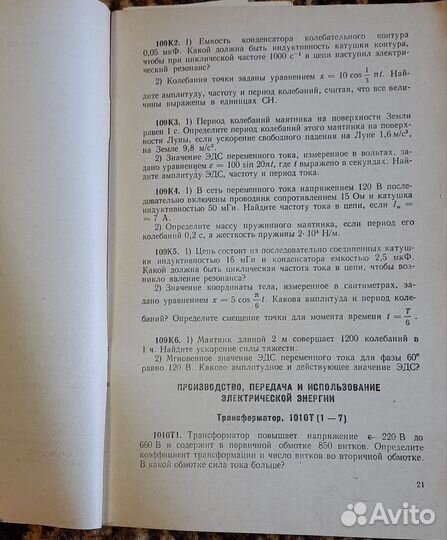 109К2. 1) Емкость конденсатора колебательного контура
0,05 мкФ. Какой должна быть индуктивность катушки контура,
чтобы при циклической частоте 1000 с⁻¹ в цепи наступил электри-
ческий резонанс?
2) Колебания точки заданы уравнением x = 10 cos 1/3 πt. Най-
дите амплитуду, частоту и период колебаний, считая, что все вели-
чины выражены в единицах СИ.
109К3. 1) Период колебаний маятника на поверхности Земли
равен 1 с. Определите период колебаний этого маятника на поверх-
ности Луны, если ускорение свободного падения на Луне 1,6 м/с²,
на Земле 9,8 м/с².
2) Значение ЭДС переменного тока, измеренное в вольтах, за-
дано уравнением e = 100 sin 20πt, где t выражено в секундах. Най-
дите амплитуду ЭДС, частоту и период тока.
109К4. 1) В сеть переменного тока напряжением 120 В после-
довательно включены проводник сопротивлением 15 Ом и катушка
индуктивностью 50 мГн. Найдите частоту тока в цепи, если Iм =
= 7 А.
2) Определите массу пружинного маятника, если период его
колебаний 0,2 с, а жесткость пружины 2·10⁴ Н/м.
109К5. 1) Цепь состоит из последовательно соединенных катуш-
ки индуктивностью 16 мГн и конденсатора емкостью 2,5 мкФ.
Какой должна быть циклическая частота тока в цепи, чтобы воз-
никло явление резонанса?
2) Значение координаты тела, измеренное в сантиметрах, за-
дано уравнением x = 5 cos π/6 t. Какова амплитуда и период коле-
баний? Определите смещение точки для момента времени t = T/6.
109К6. 1) Маятник длиной 2 м совершает 1200 колебаний в
1 ч. Найдите ускорение силы тяжести.
2) Мгновенное значение ЭДС переменного тока для фазы 60°
равно 120 В. Каково амплитудное и действующее значение ЭДС?
ПРОИЗВОДСТВО, ПЕРЕДАЧА И ИСПОЛЬЗОВАНИЕ
ЭЛЕКТРИЧЕСКОЙ ЭНЕРГИИ
Трансформатор. 1010Т (1—7)
1010Т1. Трансформатор повышает напряжение с 220 В до
660 В и содержит в первичной обмотке 850 витков. Определите
коэффициент трансформации и число витков во вторичной обмотке.
В какой обмотке сила тока больше?
21
Avito